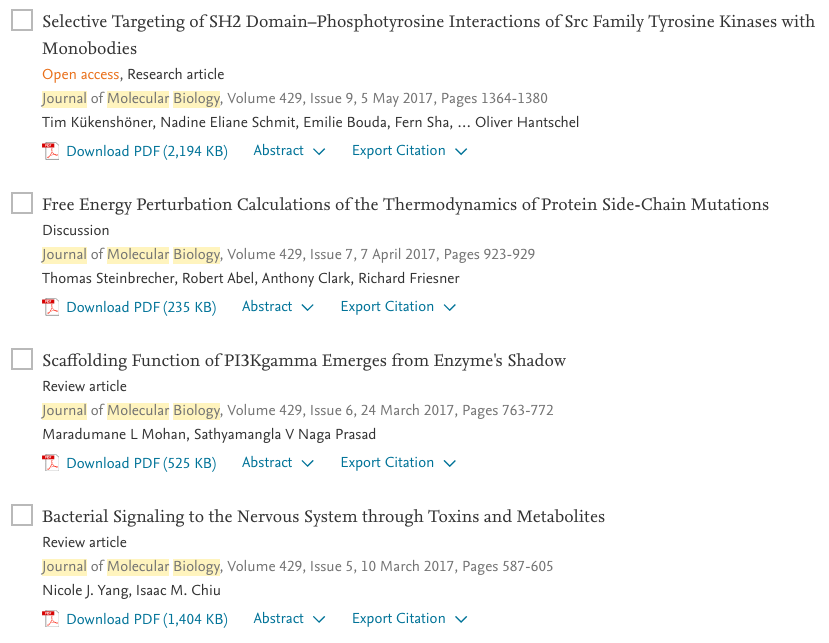 Selective Targeting of SH2 Domain–Phosphotyrosine Interactions of Src Family Tyrosine Kinases with
Monobodies
Open access, Research article
Journal of Molecular Biology, Volume 429, Issue 9, 5 May 2017, Pages 1364-1380
Tim Kükenshöner, Nadine Eliane Schmit, Emilie Bouda, Fern Sha, ... Oliver Hantschel
Download PDF (2,194 KB) Abstract Export Citation
Free Energy Perturbation Calculations of the Thermodynamics of Protein Side-Chain Mutations
Discussion
Journal of Molecular Biology, Volume 429, Issue 7, 7 April 2017, Pages 923-929
Thomas Steinbrecher, Robert Abel, Anthony Clark, Richard Friesner
Download PDF (235 KB) Abstract Export Citation
Scaffolding Function of PI3Kgamma Emerges from Enzyme's Shadow
Review article
Journal of Molecular Biology, Volume 429, Issue 6, 24 March 2017, Pages 763-772
Maradumane L Mohan, Sathyamangla V Naga Prasad
Download PDF (525 KB) Abstract Export Citation
Bacterial Signaling to the Nervous System through Toxins and Metabolites
Review article
Journal of Molecular Biology, Volume 429, Issue 5, 10 March 2017, Pages 587-605
Nicole J. Yang, Isaac M. Chiu
Download PDF (1,404 KB) Abstract Export Citation